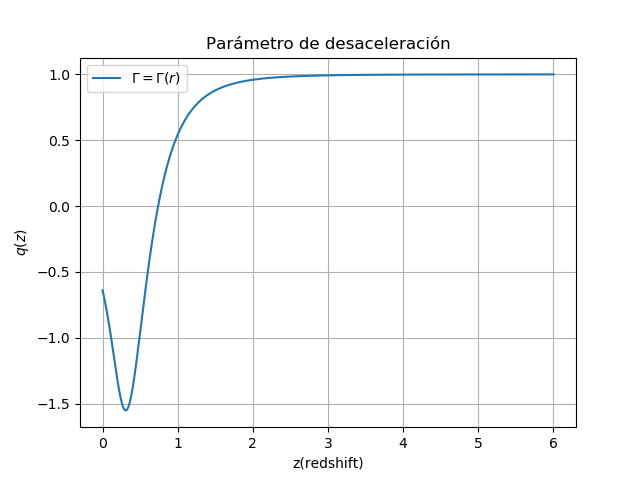 Parámetro de desaceleración
Γ = Γ(r)
1.0
0.5
0.0
−0.5
−1.0
−1.5
q(z)
0 1 2 3 4 5 6
z(redshift)